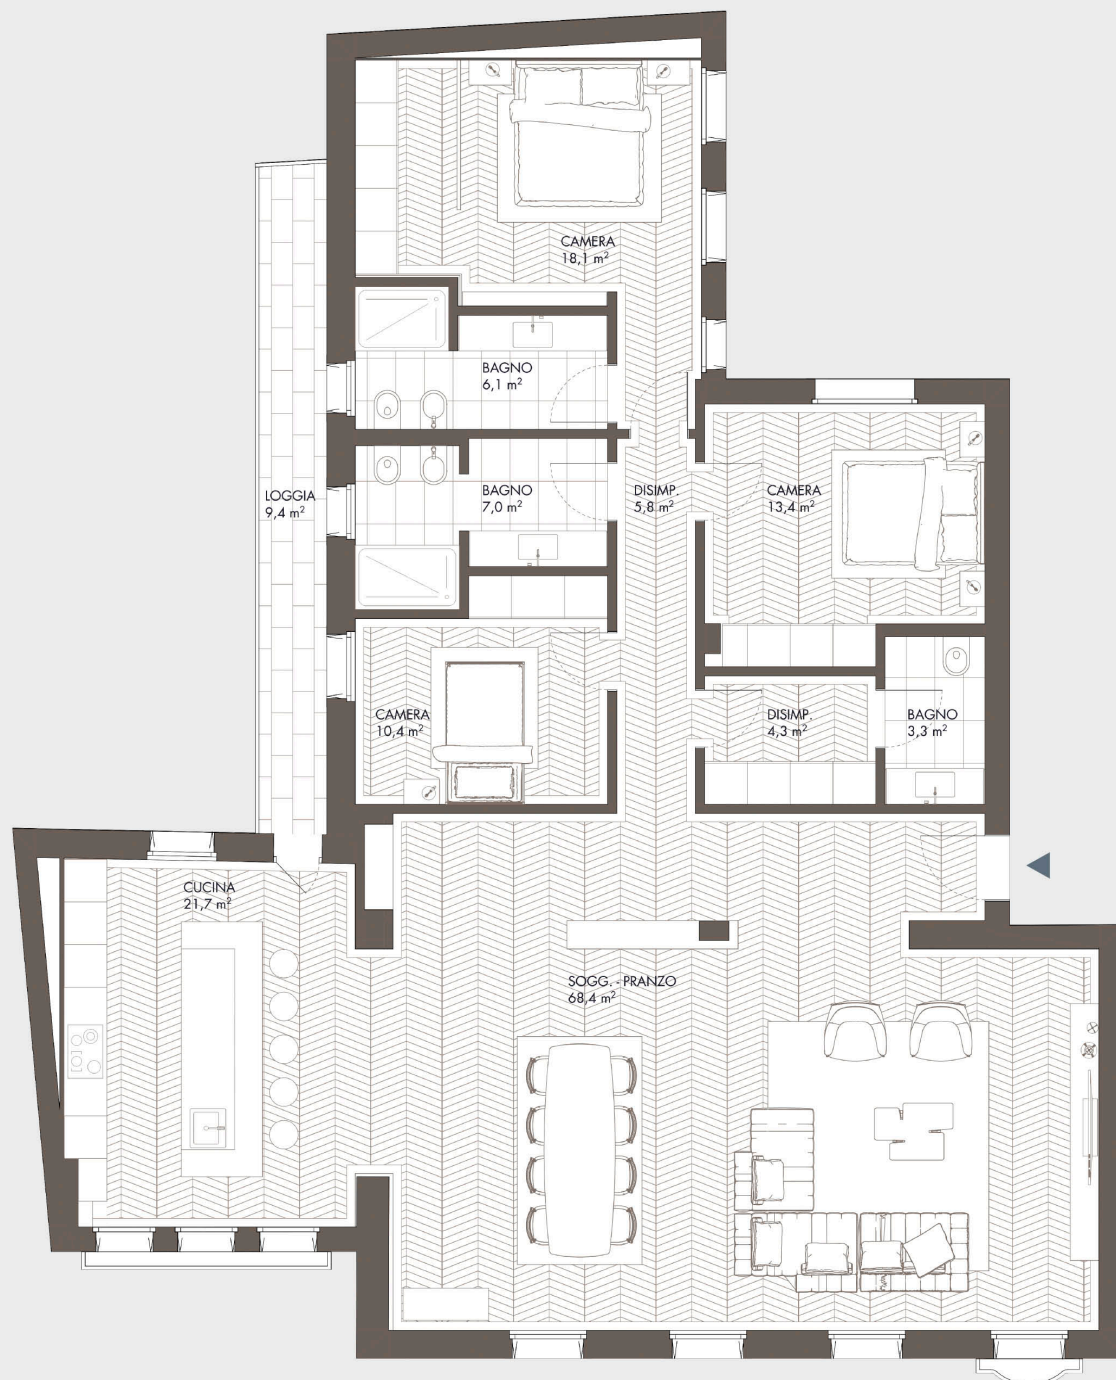 CAMERA
18,1 m²
BAGNO
6,1 m²
LOGGIA
9,4 m²
BAGNO
7,0 m²
DISIMP.
5,8 m²
CAMERA
13,4 m²
CAMERA
10,4 m²
DISIMP.
4,3 m²
BAGNO
3,3 m²
CUCINA
21,7 m²
SOGG. - PRANZO
68,4 m²